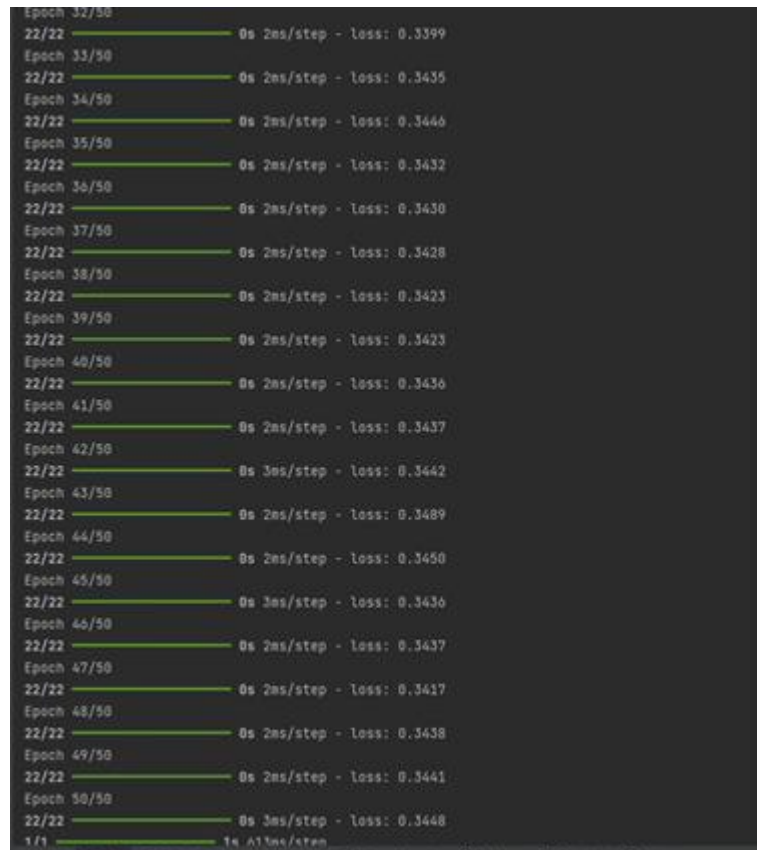 Epoch 32/50
22/22 0s 2ms/step - loss: 0.3399
Epoch 33/50
22/22 0s 2ms/step - loss: 0.3435
Epoch 34/50
22/22 0s 2ms/step - loss: 0.3446
Epoch 35/50
22/22 0s 2ms/step - loss: 0.3432
Epoch 36/50
22/22 0s 2ms/step - loss: 0.3430
Epoch 37/50
22/22 0s 2ms/step - loss: 0.3428
Epoch 38/50
22/22 0s 2ms/step - loss: 0.3423
Epoch 39/50
22/22 0s 2ms/step - loss: 0.3423
Epoch 40/50
22/22 0s 2ms/step - loss: 0.3436
Epoch 41/50
22/22 0s 2ms/step - loss: 0.3437
Epoch 42/50
22/22 0s 3ms/step - loss: 0.3442
Epoch 43/50
22/22 0s 2ms/step - loss: 0.3489
Epoch 44/50
22/22 0s 2ms/step - loss: 0.3450
Epoch 45/50
22/22 0s 3ms/step - loss: 0.3436
Epoch 46/50
22/22 0s 2ms/step - loss: 0.3437
Epoch 47/50
22/22 0s 2ms/step - loss: 0.3417
Epoch 48/50
22/22 0s 2ms/step - loss: 0.3438
Epoch 49/50
22/22 0s 2ms/step - loss: 0.3441
Epoch 50/50
22/22 0s 3ms/step - loss: 0.3448
1/1 1s 613ms/step